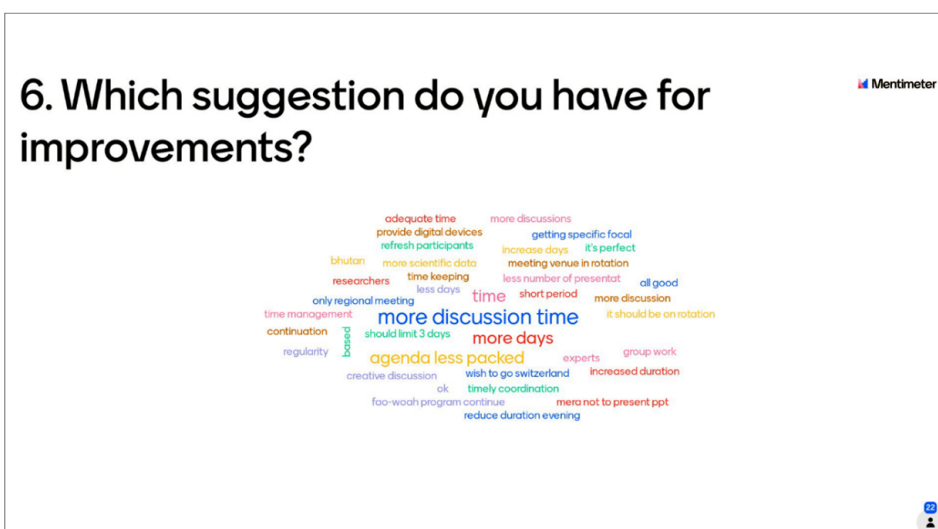 6. Which suggestion do you have for
improvements?
Mentimeter
adequate time more discussions
provide digital devices getting specific focal
refresh participants increase days it's perfect
bhutan more scientific data meeting venue in rotation
researchers time keeping less number of presentat all good
less days time short period more discussion
only regional meeting
time management more discussion time it should be on rotation
continuation based should limit 3 days more days
regularity agenda less packed experts group work
creative discussion wish to go switzerland increased duration
ok timely coordination
fao-woah program continue mera not to present ppt
reduce duration evening
22